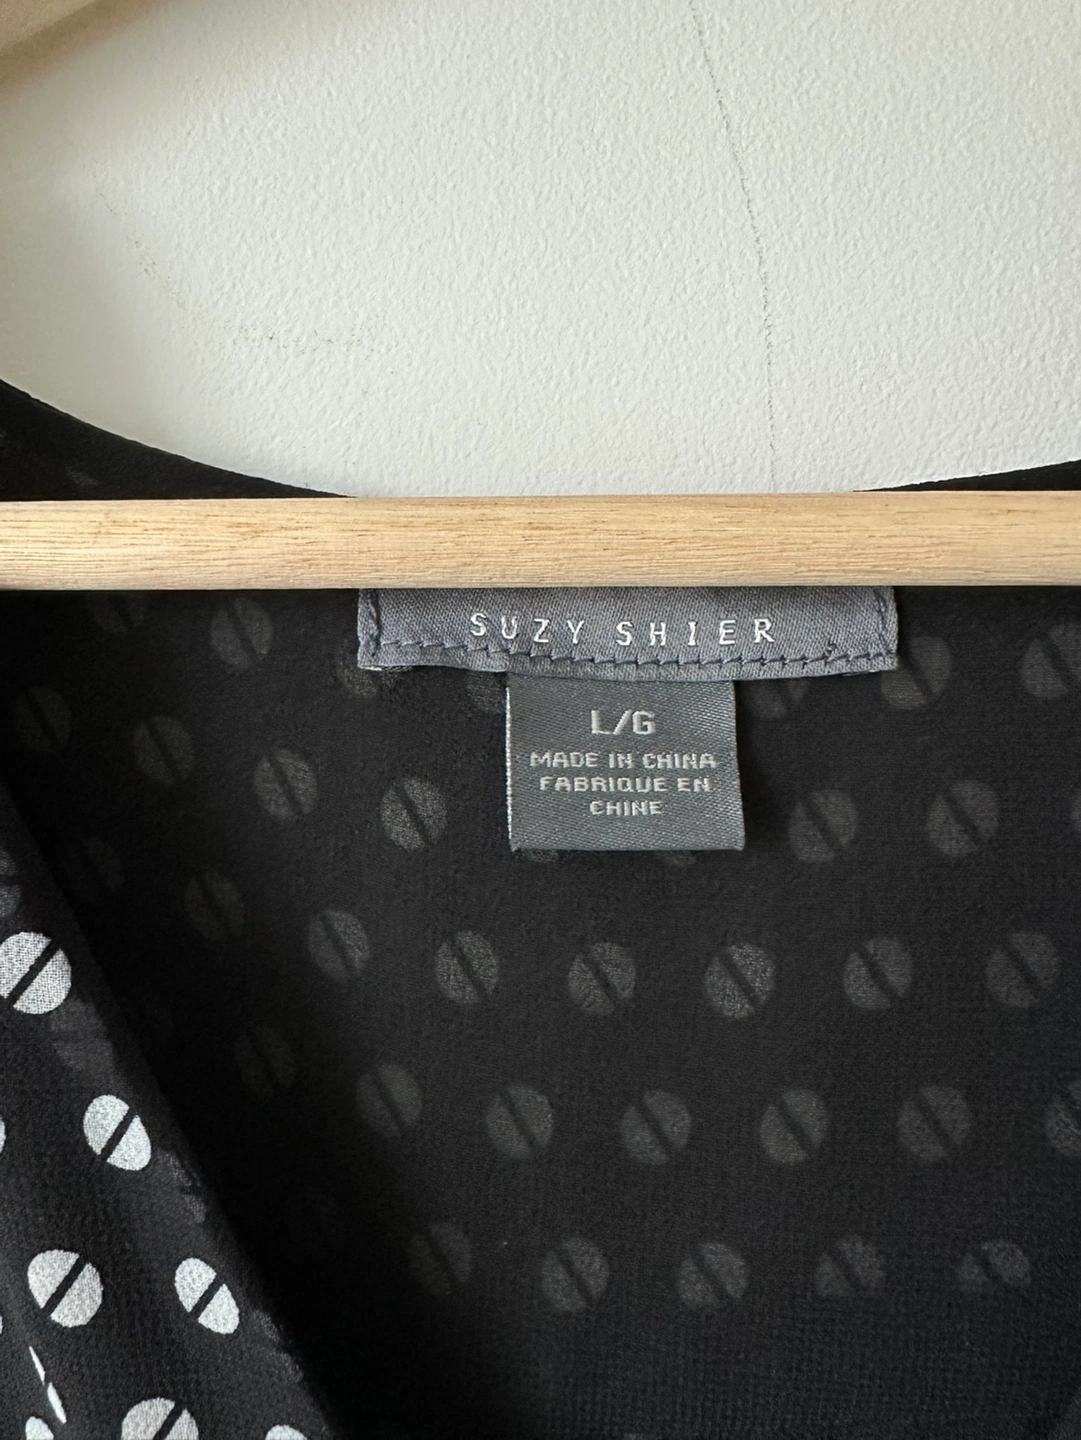 SUZY SHIER
L/G
MADE IN CHINA
FABRIQUE EN
CHINE